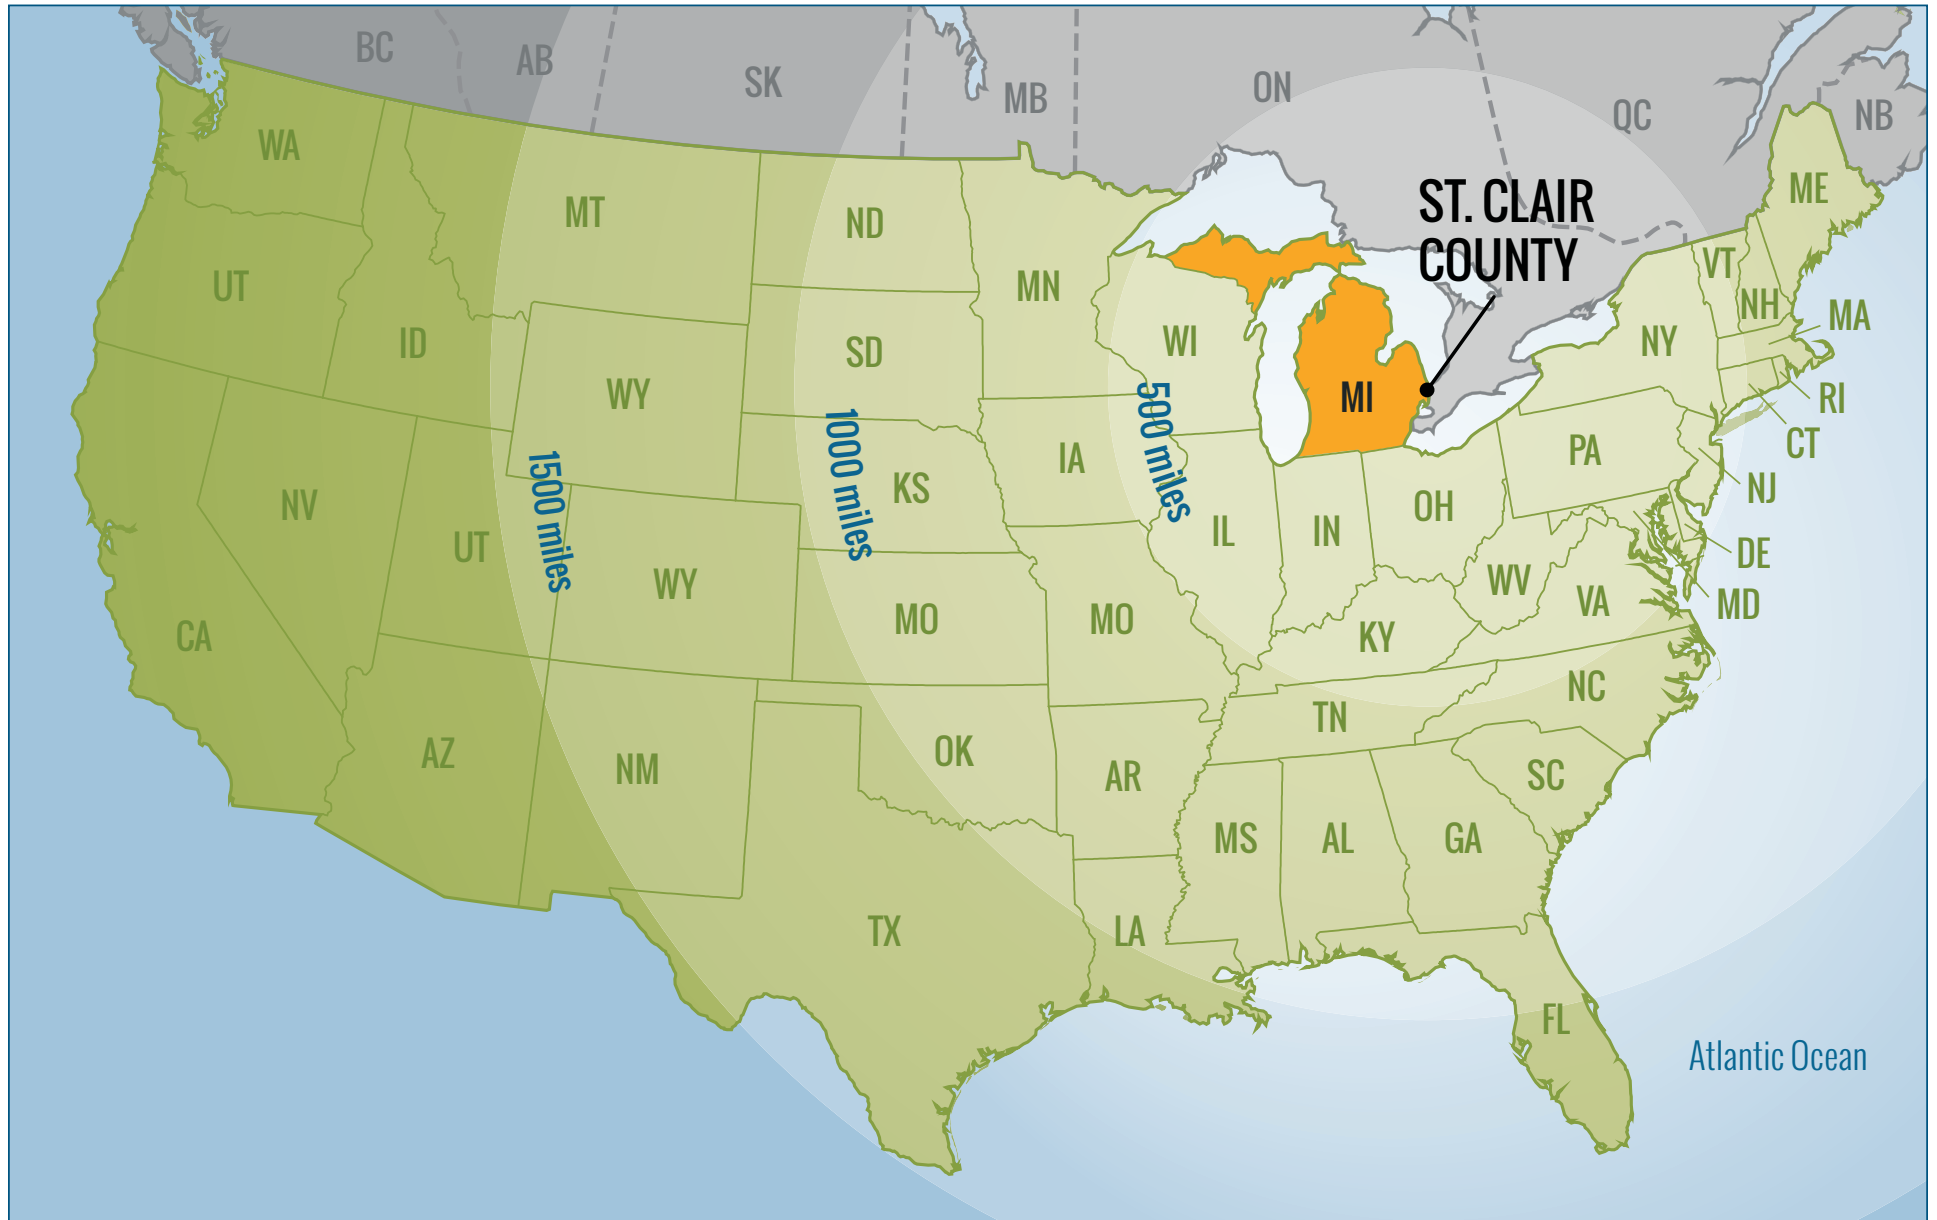 BC
AB
SK
MB
ON
QC
NB
WA
MT
ND
MN
ST. CLAIR
COUNTY
ME
VT
NH
MA
UT
ID
SD
WI
NY
WY
MI
RI
CT
1500 miles
1000 miles
500 miles
NV
UT
KS
IA
IL
IN
OH
PA
NJ
DE
MD
WY
MO
MO
KY
WV
VA
CA
AZ
NM
OK
AR
TN
NC
SC
MS
AL
GA
TX
LA
FL
Atlantic Ocean